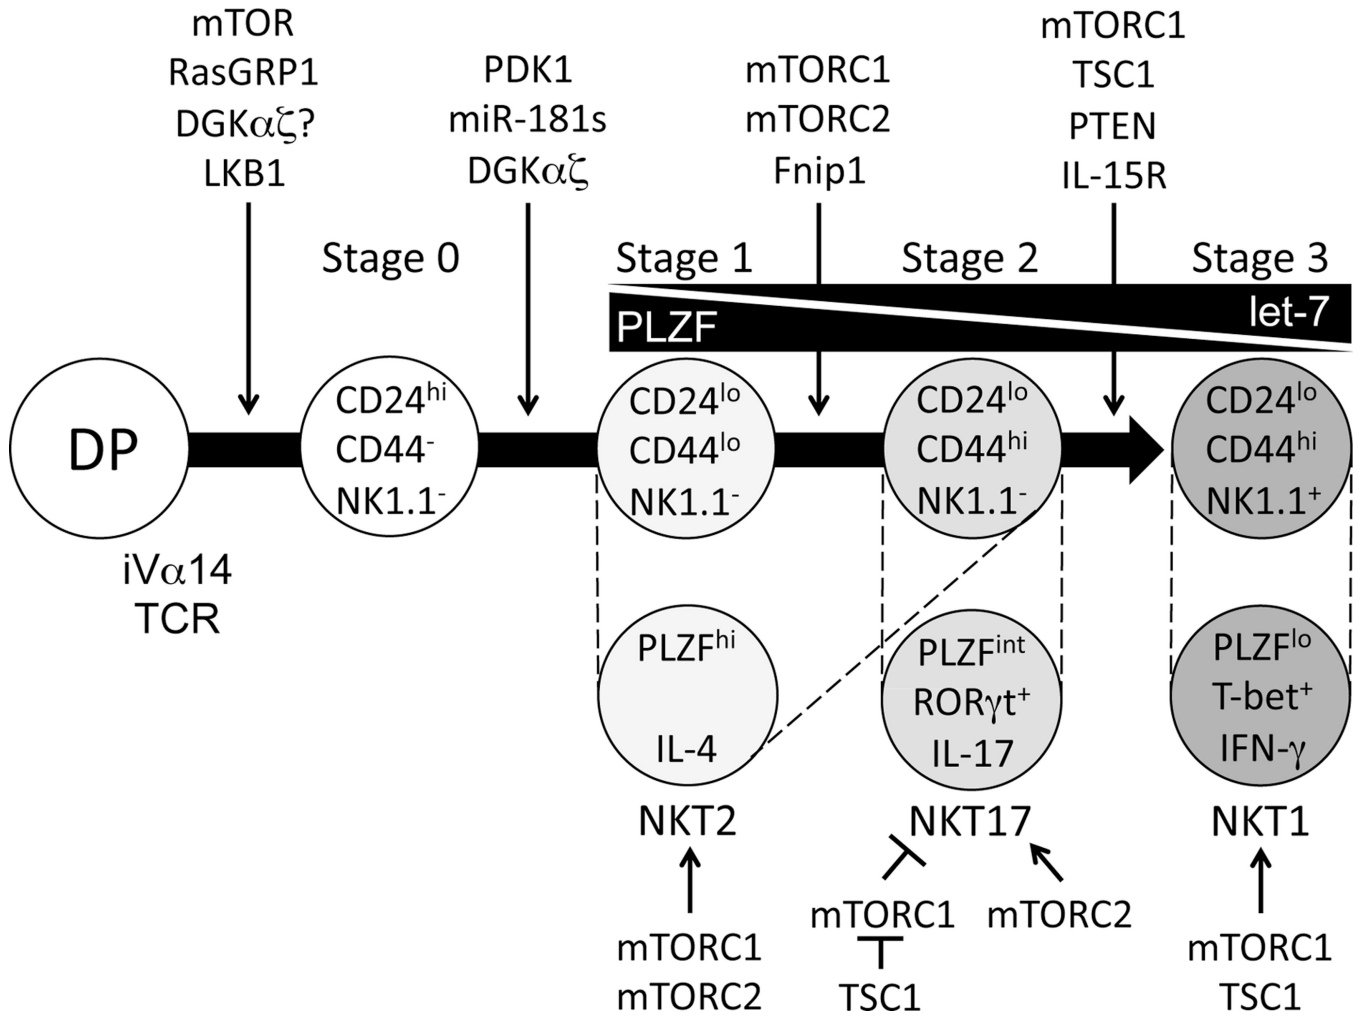 mTOR
RasGRP1
DGKαζ?
LKB1
PDK1
miR-181s
DGKαζ
mTORC1
mTORC2
Fnip1
mTORC1
TSC1
PTEN
IL-15R
Stage 0
Stage 1
Stage 2
Stage 3
PLZF
let-7
DP
CD24hi
CD44-
NK1.1-
CD24lo
CD44lo
NK1.1-
CD24lo
CD44hi
NK1.1-
CD24lo
CD44hi
NK1.1+
iVα14
TCR
PLZFhi
IL-4
PLZFint
RORγt+
IL-17
PLZFlo
T-bet+
IFN-γ
NKT2
NKT17
NKT1
mTORC1
mTORC2
mTORC1
TSC1
mTORC2
mTORC1
TSC1